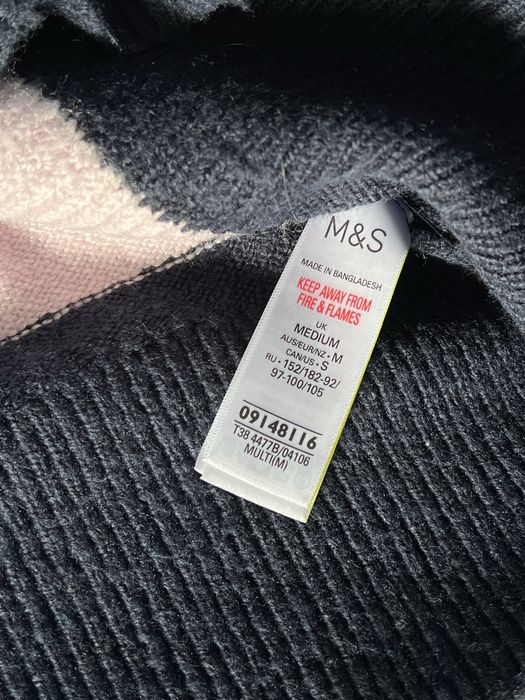 M&S
MADE IN BANGLADESH
KEEP AWAY FROM
FIRE & FLAMES
UK
MEDIUM
AUS/EUR/NZ • M
CAN/US • S
RU • 152/182-92/
97-100/105
09148116
T38 4477B/04106
MULTI(M)